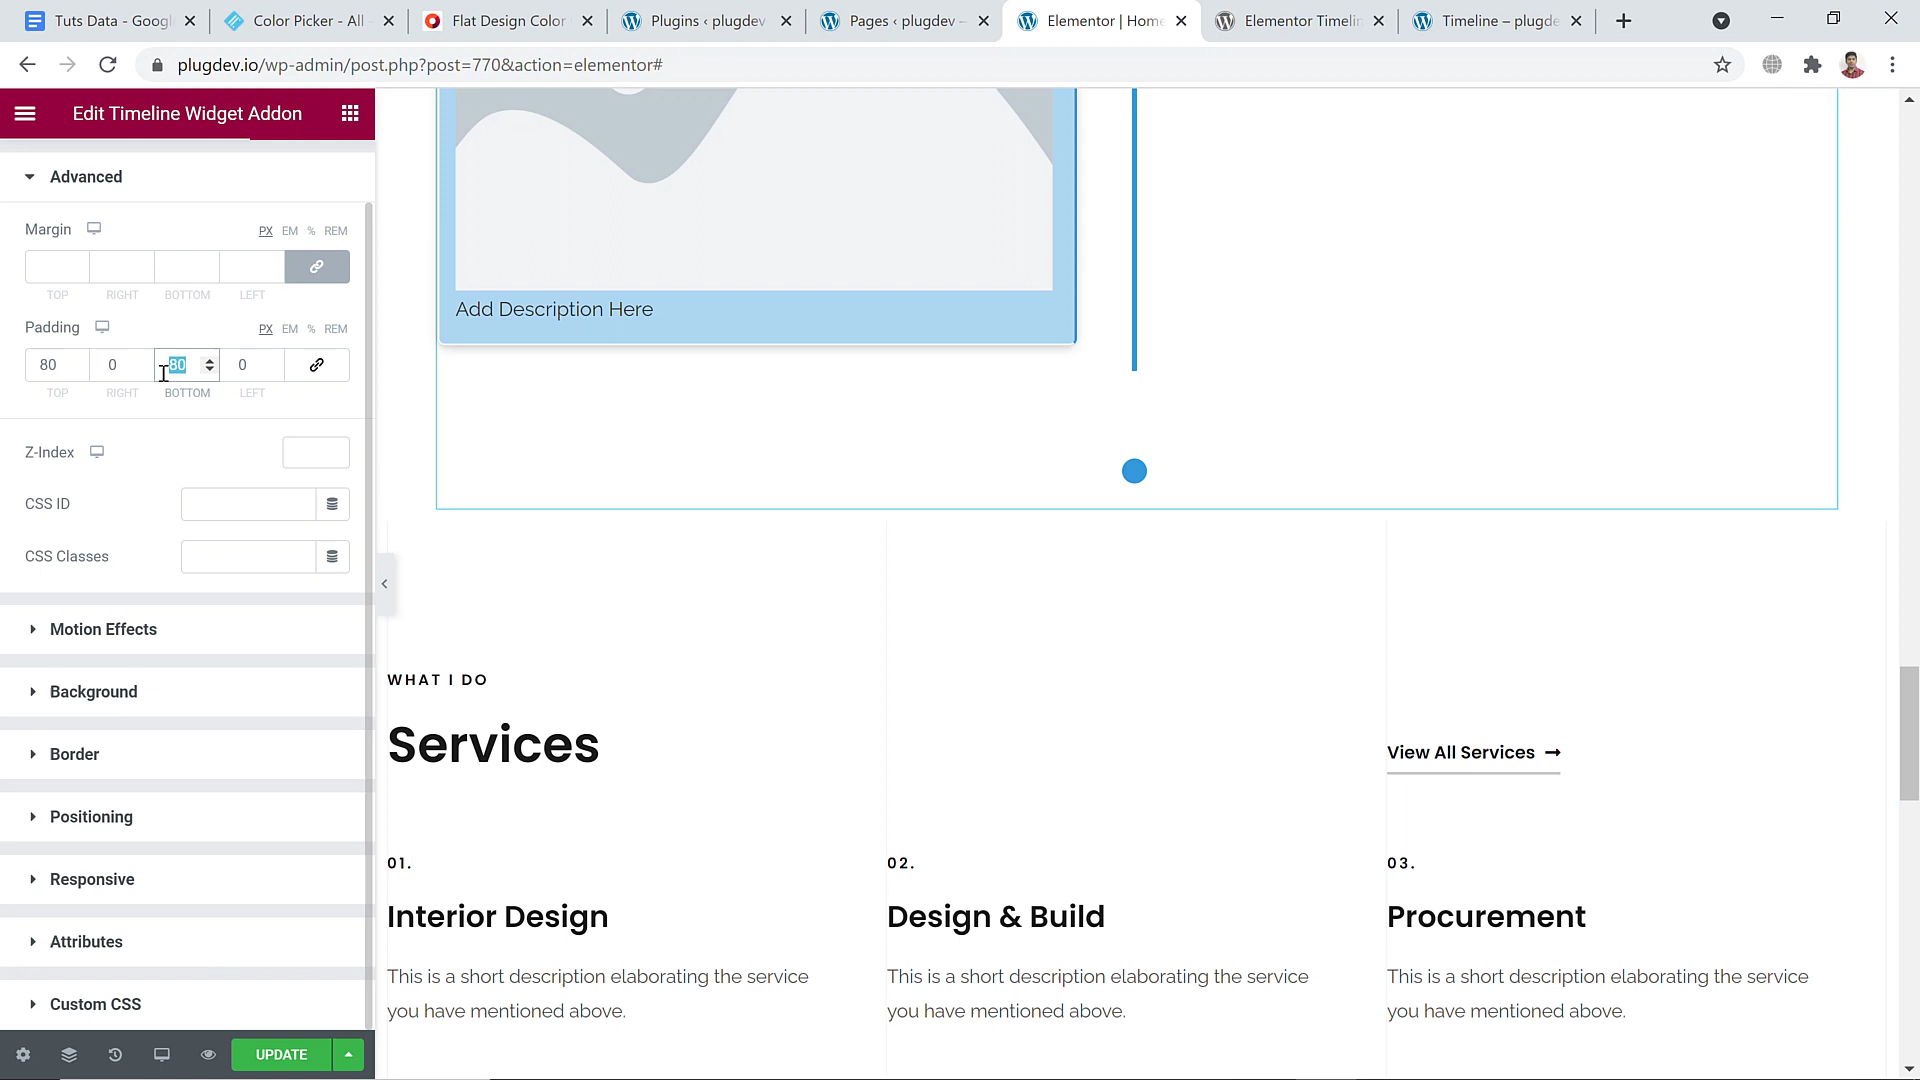 Tuts Data - Googl
Color Picker - All -
Flat Design Color
Plugins ‹ plugdev
Pages ‹ plugdev —
Elementor | Home
Elementor Timelin
Timeline – plugde
plugdev.io/wp-admin/post.php?post=770&action=elementor#
Edit Timeline Widget Addon
Advanced
Margin PX EM % REM
TOP RIGHT BOTTOM LEFT
Padding PX EM % REM
80 0 80 0
TOP RIGHT BOTTOM LEFT
Z-Index
CSS ID
CSS Classes
Motion Effects
Background
Border
Positioning
Responsive
Attributes
Custom CSS
UPDATE
Add Description Here
WHAT I DO
Services
View All Services →
01.
Interior Design
This is a short description elaborating the service
you have mentioned above.
02.
Design & Build
This is a short description elaborating the service
you have mentioned above.
03.
Procurement
This is a short description elaborating the service
you have mentioned above.